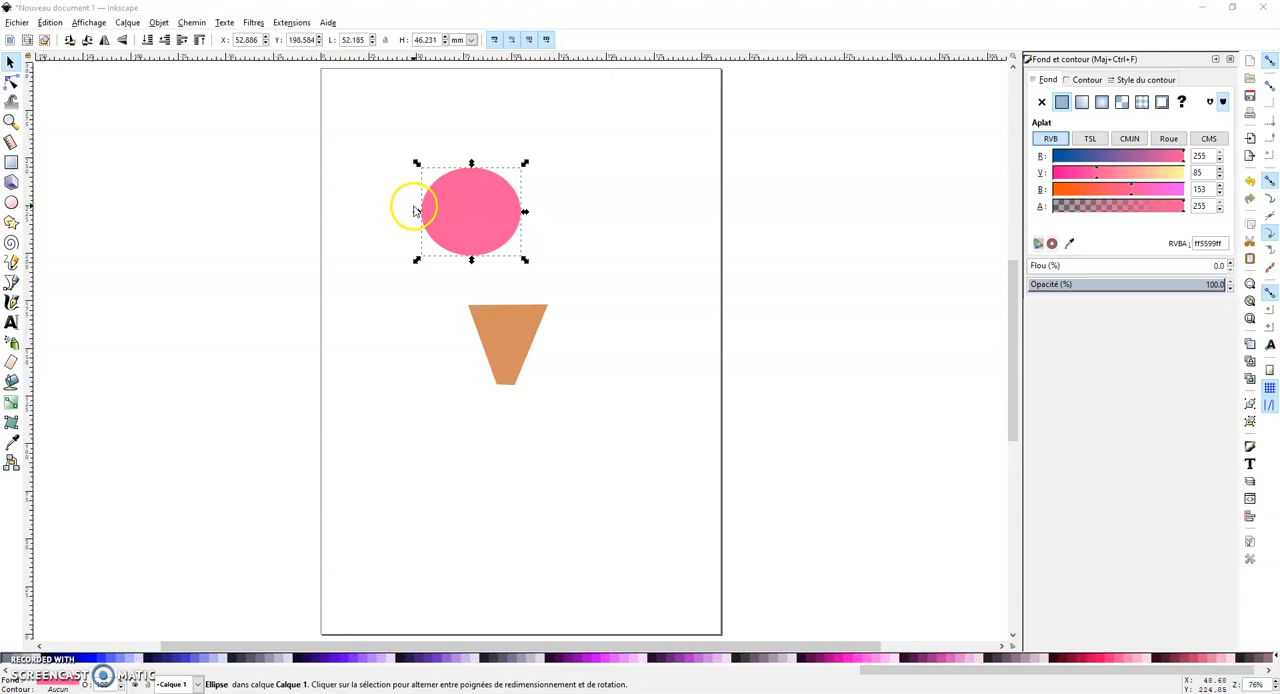 *Nouveau document 1 — Inkscape
Fichier Édition Affichage Calque Objet Chemin Texte Filtres Extensions Aide
X: 52.886 Y: 198.584 L: 52.185 H: 46.231 mm
Fond et contour (Maj+Ctrl+F)
Fond Contour Style du contour
?
Aplat
RVB TSL CMJN Roue CMS
R: 255
V: 85
B: 153
A: 255
RVBA: ff5599ff
Flou (%) 0.0
Opacité (%) 100.0
RECORDED WITH
SCREENCAST MATIC
Contour: Aucun
Calque 1
Ellipse dans calque Calque 1. Cliquer sur la sélection pour alterner entre poignées de redimensionnement et de rotation.
X: 48.68
Y: 224.85
Z: 76%